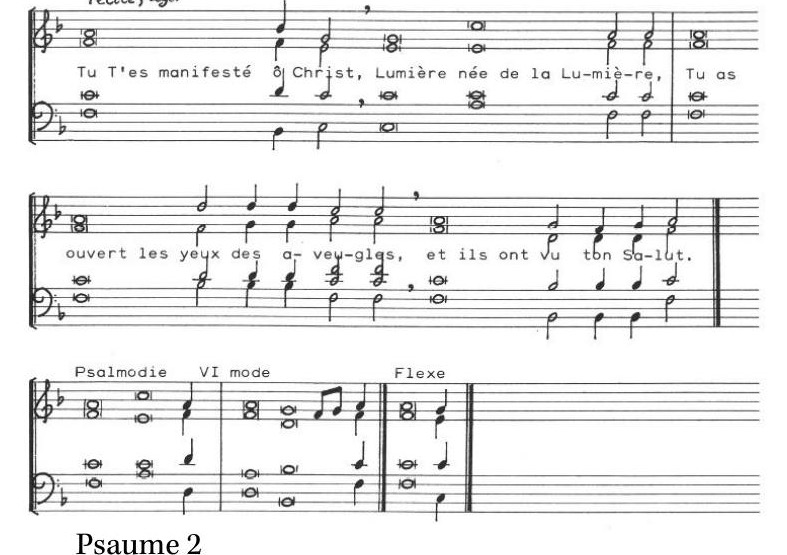 Tu T'es manifesté ô Christ, Lumière née de la Lu-miè-re, Tu as
ouvert les yeux des a- veu-gles, et ils ont vu ton Sa-lut.
Psalmodie VI mode Flexe
Psaume 2